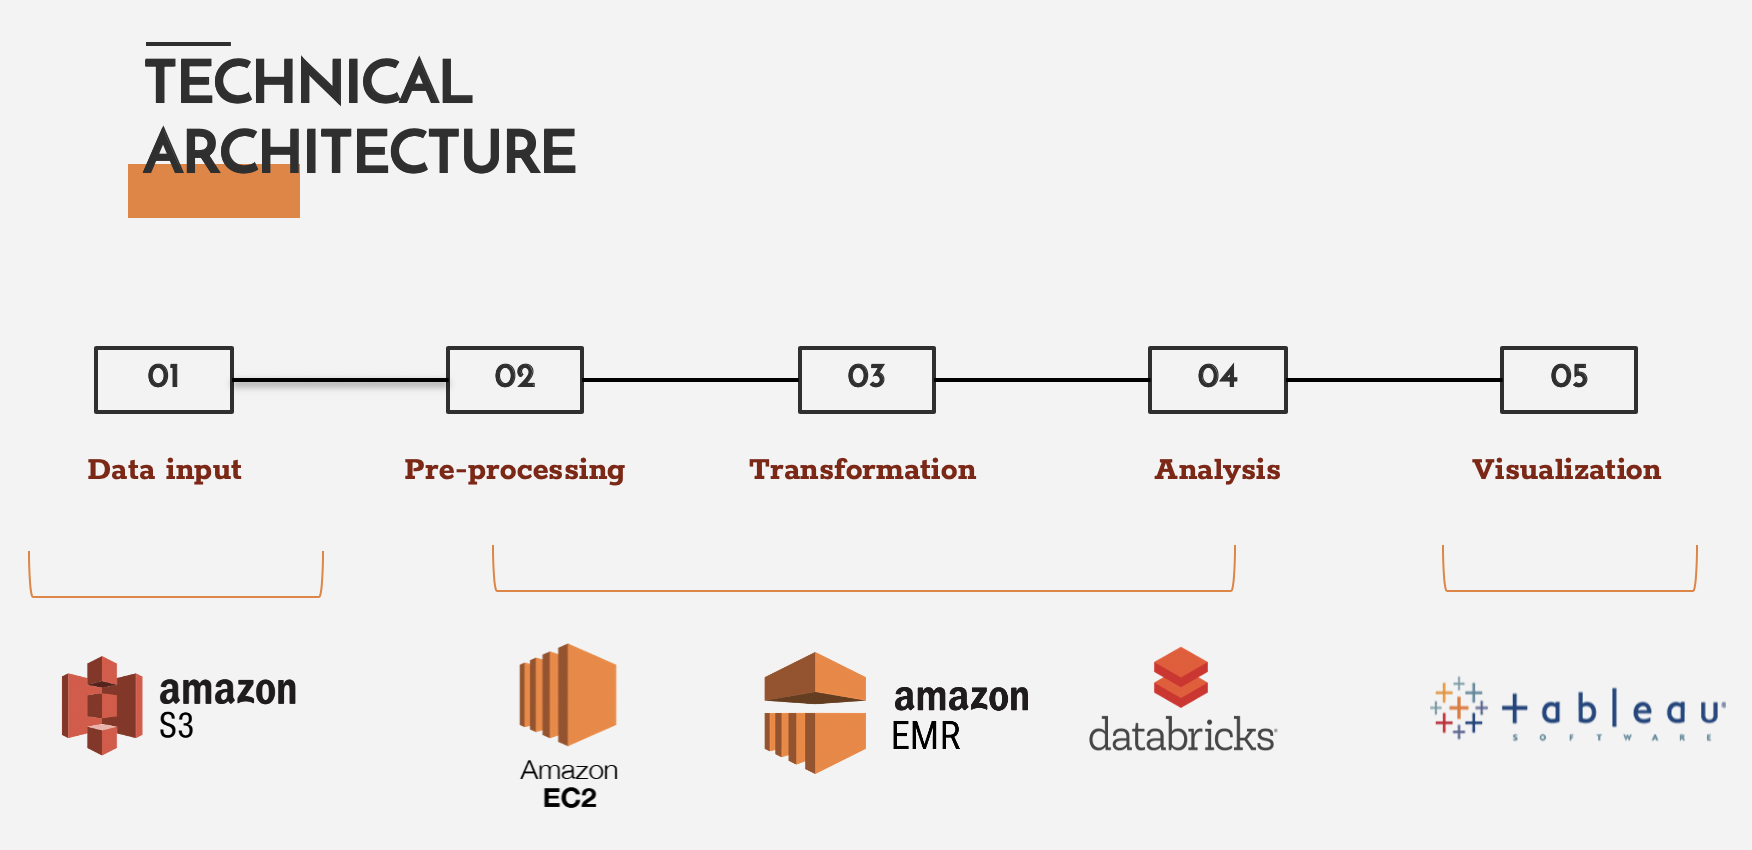 TECHNICAL
ARCHITECTURE
01
02
03
04
05
Data input
Pre-processing
Transformation
Analysis
Visualization
amazon
S3
Amazon
EC2
amazon
EMR
databricks
tableau®
SOFTWARE